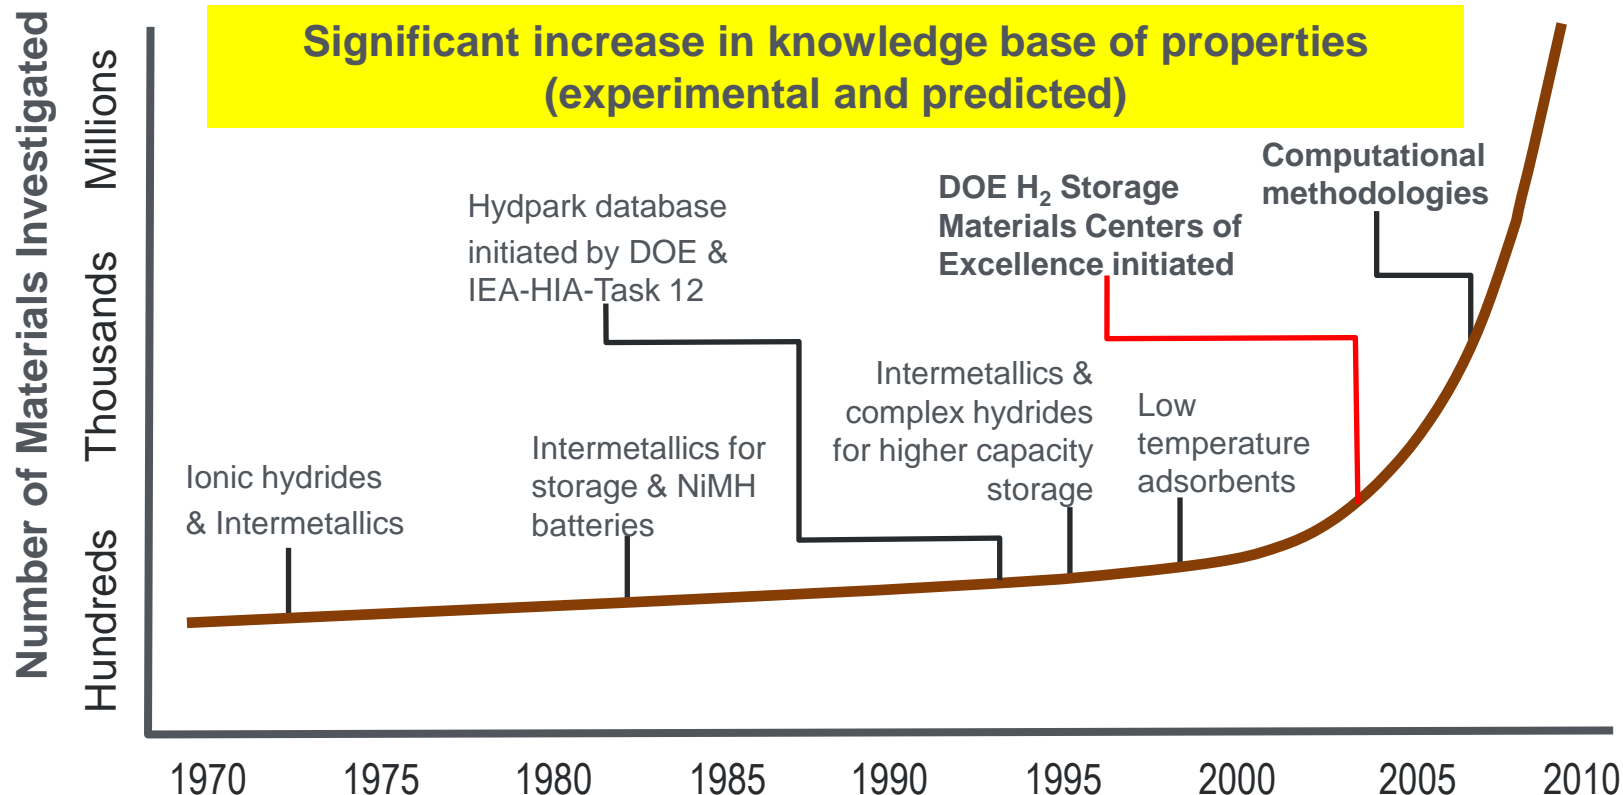 Significant increase in knowledge base of properties
(experimental and predicted)
Number of Materials Investigated
Millions
Thousands
Hundreds
Ionic hydrides
& Intermetallics
Hydpark database
initiated by DOE &
IEA-HIA-Task 12
Intermetallics for
storage & NiMH
batteries
Intermetallics &
complex hydrides
for higher capacity
storage
DOE H₂ Storage
Materials Centers of
Excellence initiated
Low
temperature
adsorbents
Computational
methodologies
1970 1975 1980 1985 1990 1995 2000 2005 2010